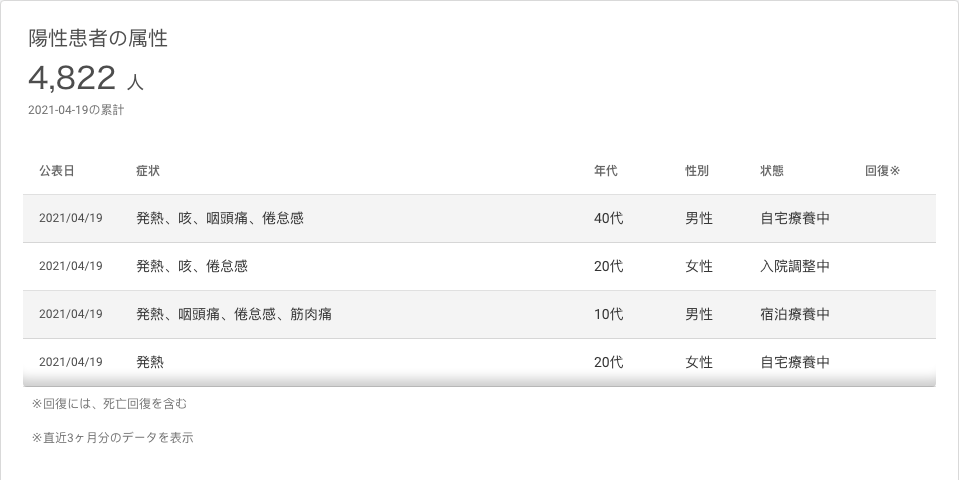 陽性患者の属性
4,822 人
2021-04-19の累計
公表日 症状 年代 性別 状態 回復※
2021/04/19 発熱、咳、咽頭痛、倦怠感 40代 男性 自宅療養中
2021/04/19 発熱、咳、倦怠感 20代 女性 入院調整中
2021/04/19 発熱、咽頭痛、倦怠感、筋肉痛 10代 男性 宿泊療養中
2021/04/19 発熱 20代 女性 自宅療養中
※回復には、死亡回復を含む
※直近3ヶ月分のデータを表示